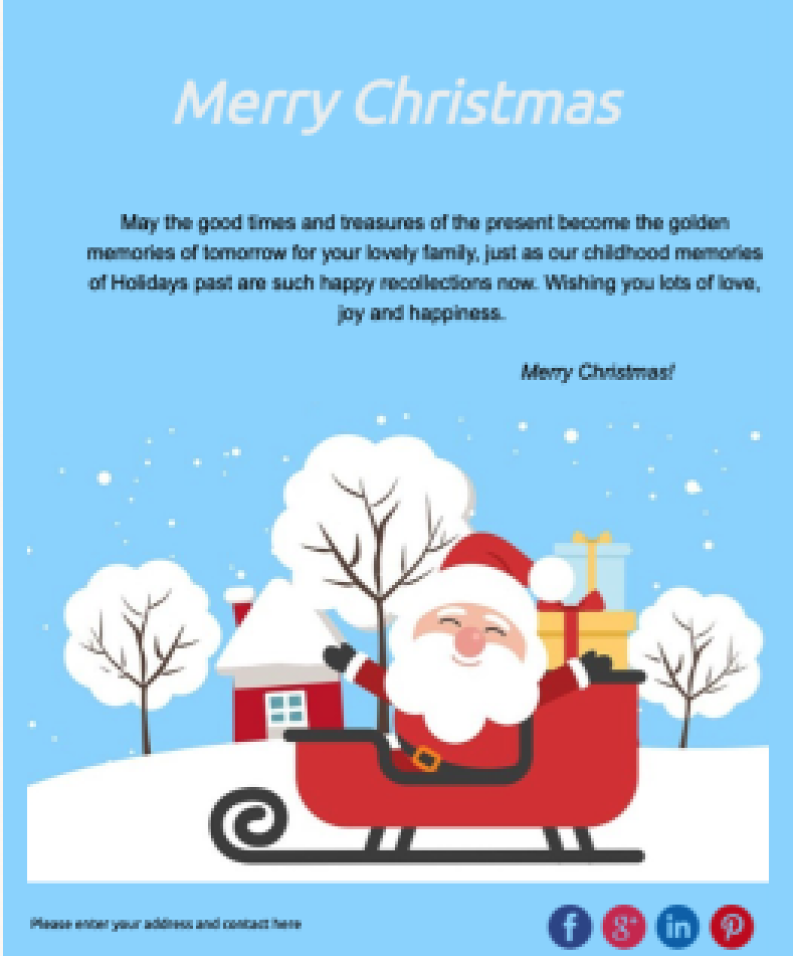 Merry Christmas
May the good times and treasures of the present become the golden
memories of tomorrow for your lovely family, just as our childhood memories
of Holidays past are such happy recollections now. Wishing you lots of love,
joy and happiness.
Merry Christmas!
Please enter your address and contact here
f g+ in p